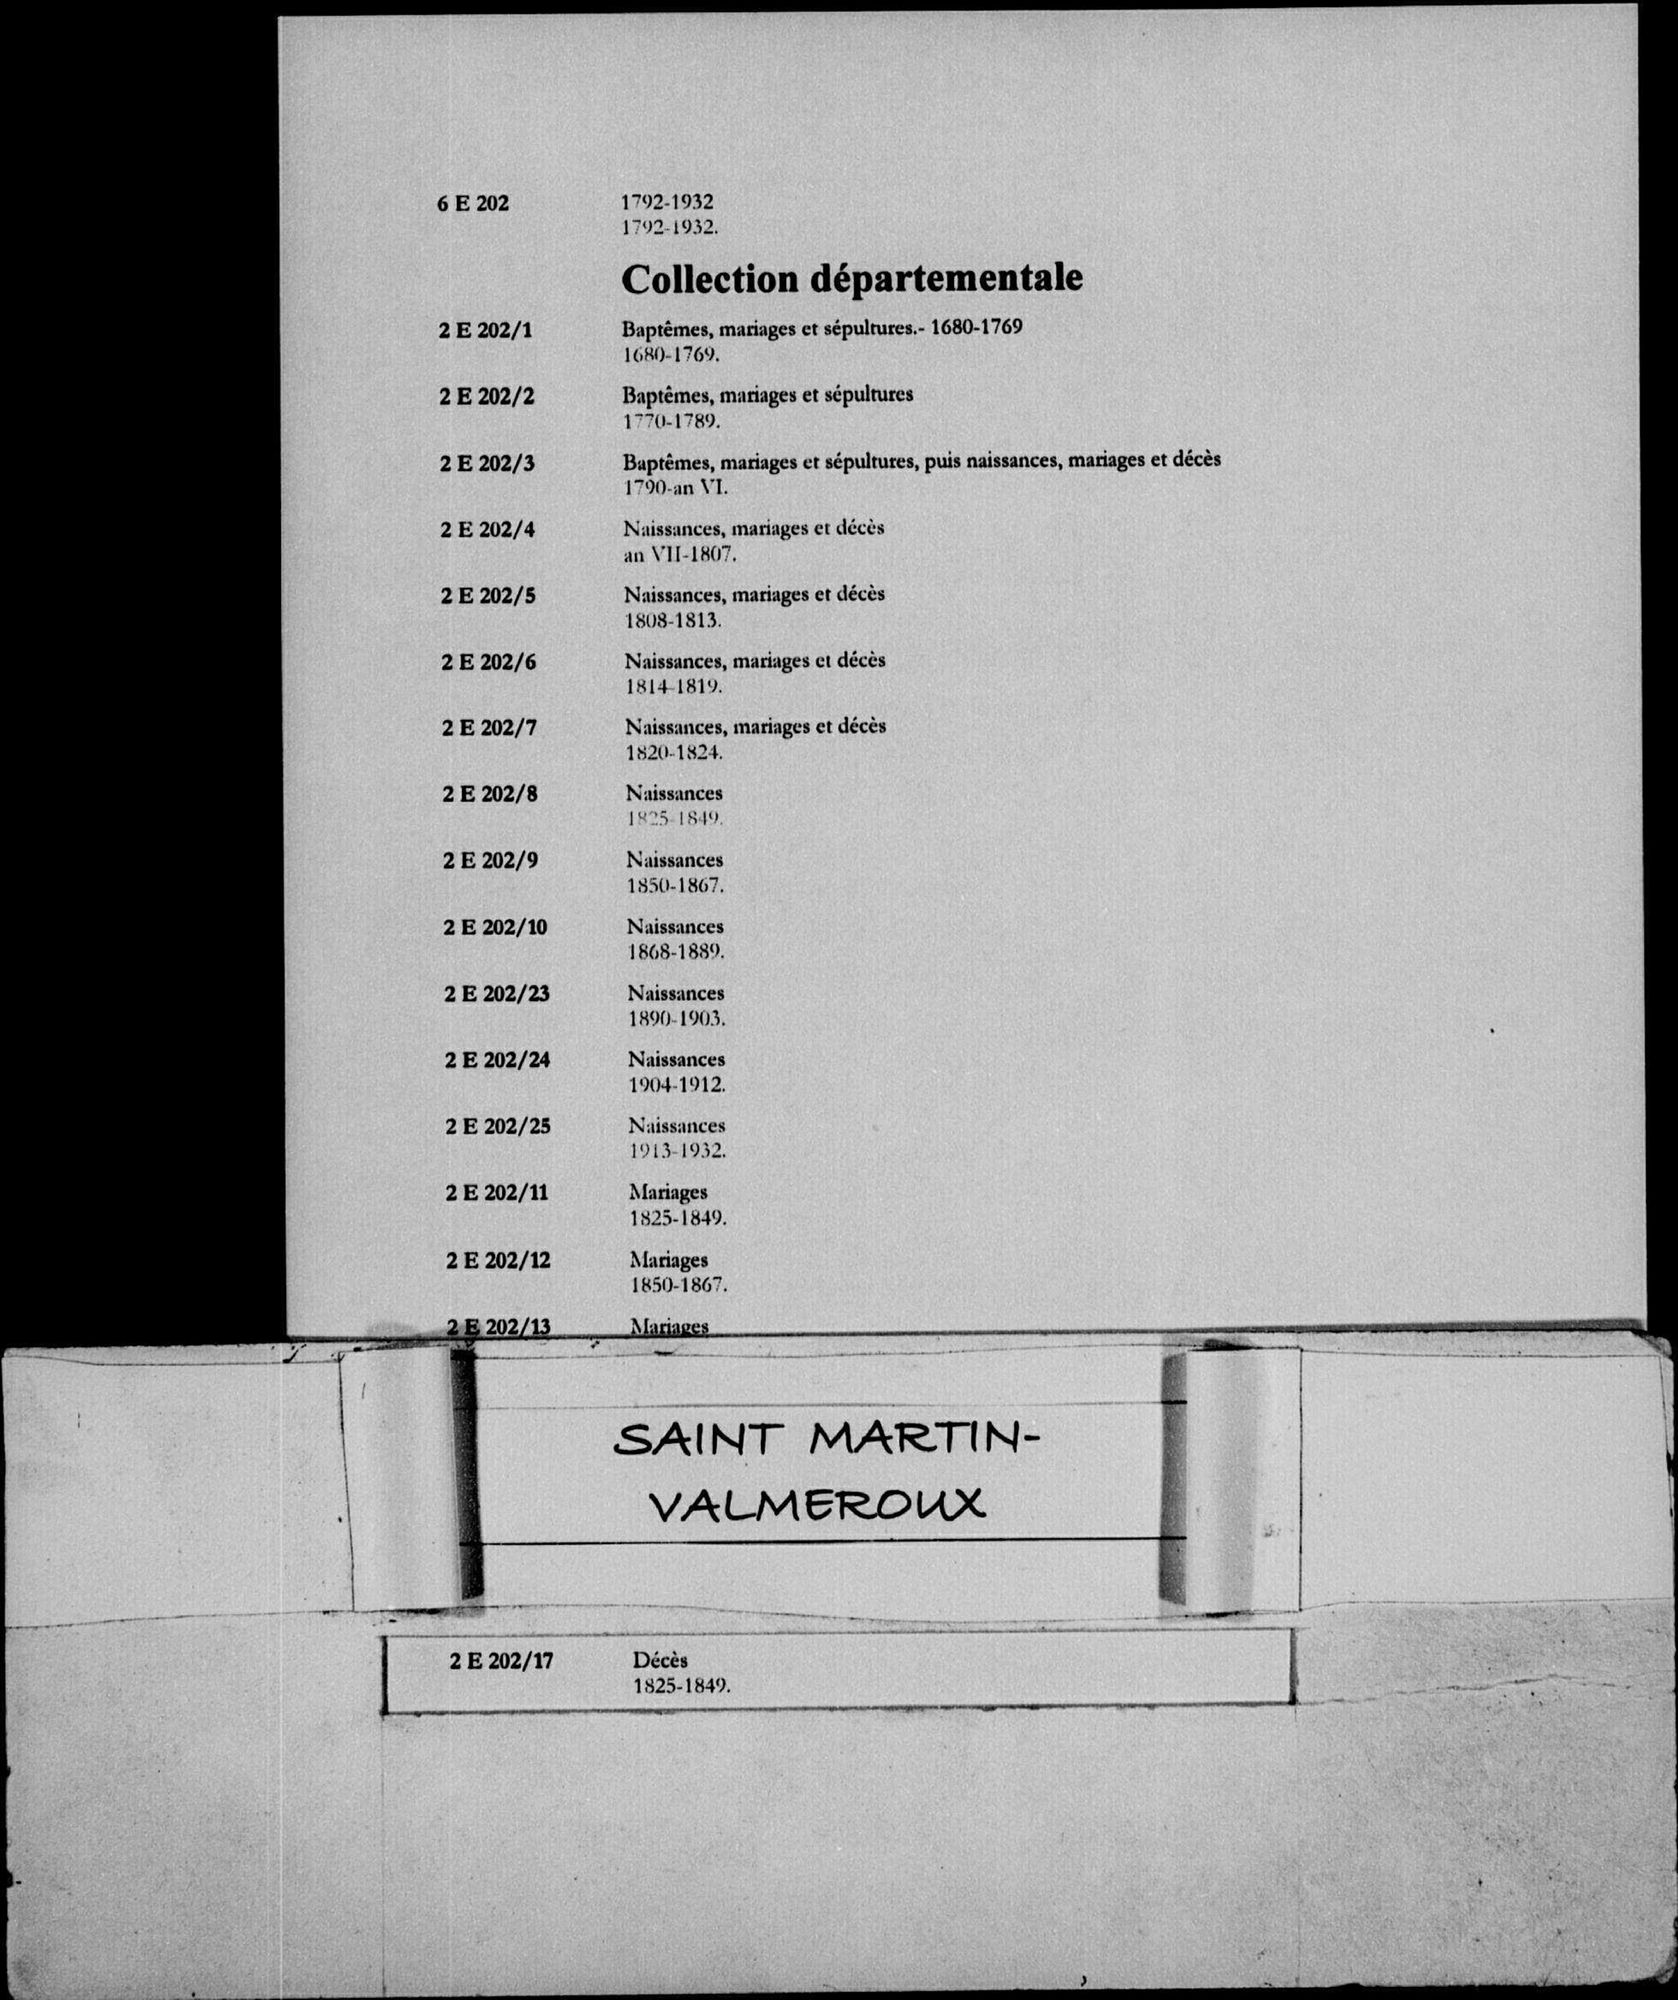 6 E 202 1792-1932
1792-1932.
Collection départementale
2 E 202/1 Baptêmes, mariages et sépultures.- 1680-1769
1680-1769.
2 E 202/2 Baptêmes, mariages et sépultures
1770-1789.
2 E 202/3 Baptêmes, mariages et sépultures, puis naissances, mariages et décès
1790-an VI.
2 E 202/4 Naissances, mariages et décès
an VII-1807.
2 E 202/5 Naissances, mariages et décès
1808-1813.
2 E 202/6 Naissances, mariages et décès
1814-1819.
2 E 202/7 Naissances, mariages et décès
1820-1824.
2 E 202/8 Naissances
1825-1849.
2 E 202/9 Naissances
1850-1867.
2 E 202/10 Naissances
1868-1889.
2 E 202/23 Naissances
1890-1903.
2 E 202/24 Naissances
1904-1912.
2 E 202/25 Naissances
1913-1932.
2 E 202/11 Mariages
1825-1849.
2 E 202/12 Mariages
1850-1867.
2 E 202/13 Mariages
SAINT MARTIN-
VALMEROUX
2 E 202/17 Décès
1825-1849.